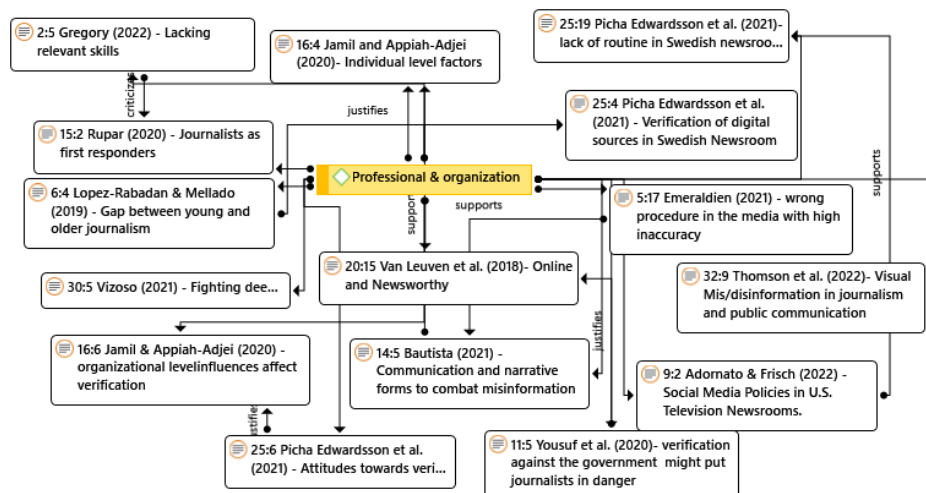 2:5 Gregory (2022) - Lacking
relevant skills
16:4 Jamil and Appiah-Adjei
(2020)- Individual level factors
25:19 Picha Edwardsson et al. (2021)-
lack of routine in Swedish newsroo...
criticizes
justifies
25:4 Picha Edwardsson et al.
(2021) - Verification of digital
sources in Swedish Newsroom
15:2 Rupar (2020) - Journalists as
first responders
supports
Professional & organization
6:4 Lopez-Rabadan & Mellado
(2019) - Gap between young and
older journalism
supports
5:17 Emeraldien (2021) - wrong
procedure in the media with high
inaccuracy
20:15 Van Leuven et al. (2018)- Online
and Newsworthy
30:5 Vizoso (2021) - Fighting dee...
32:9 Thomson et al. (2022)- Visual
Mis/disinformation in journalism
and public communication
justifies
16:6 Jamil & Appiah-Adjei (2020) -
organizational levelinfluences affect
verification
14:5 Bautista (2021) -
Communication and narrative
forms to combat misinformation
9:2 Adornato & Frisch (2022) -
Social Media Policies in U.S.
Television Newsrooms.
25:6 Picha Edwardsson et al.
(2021) - Attitudes towards veri...
11:5 Yousuf et al. (2020)- verification
against the government might put
journalists in danger